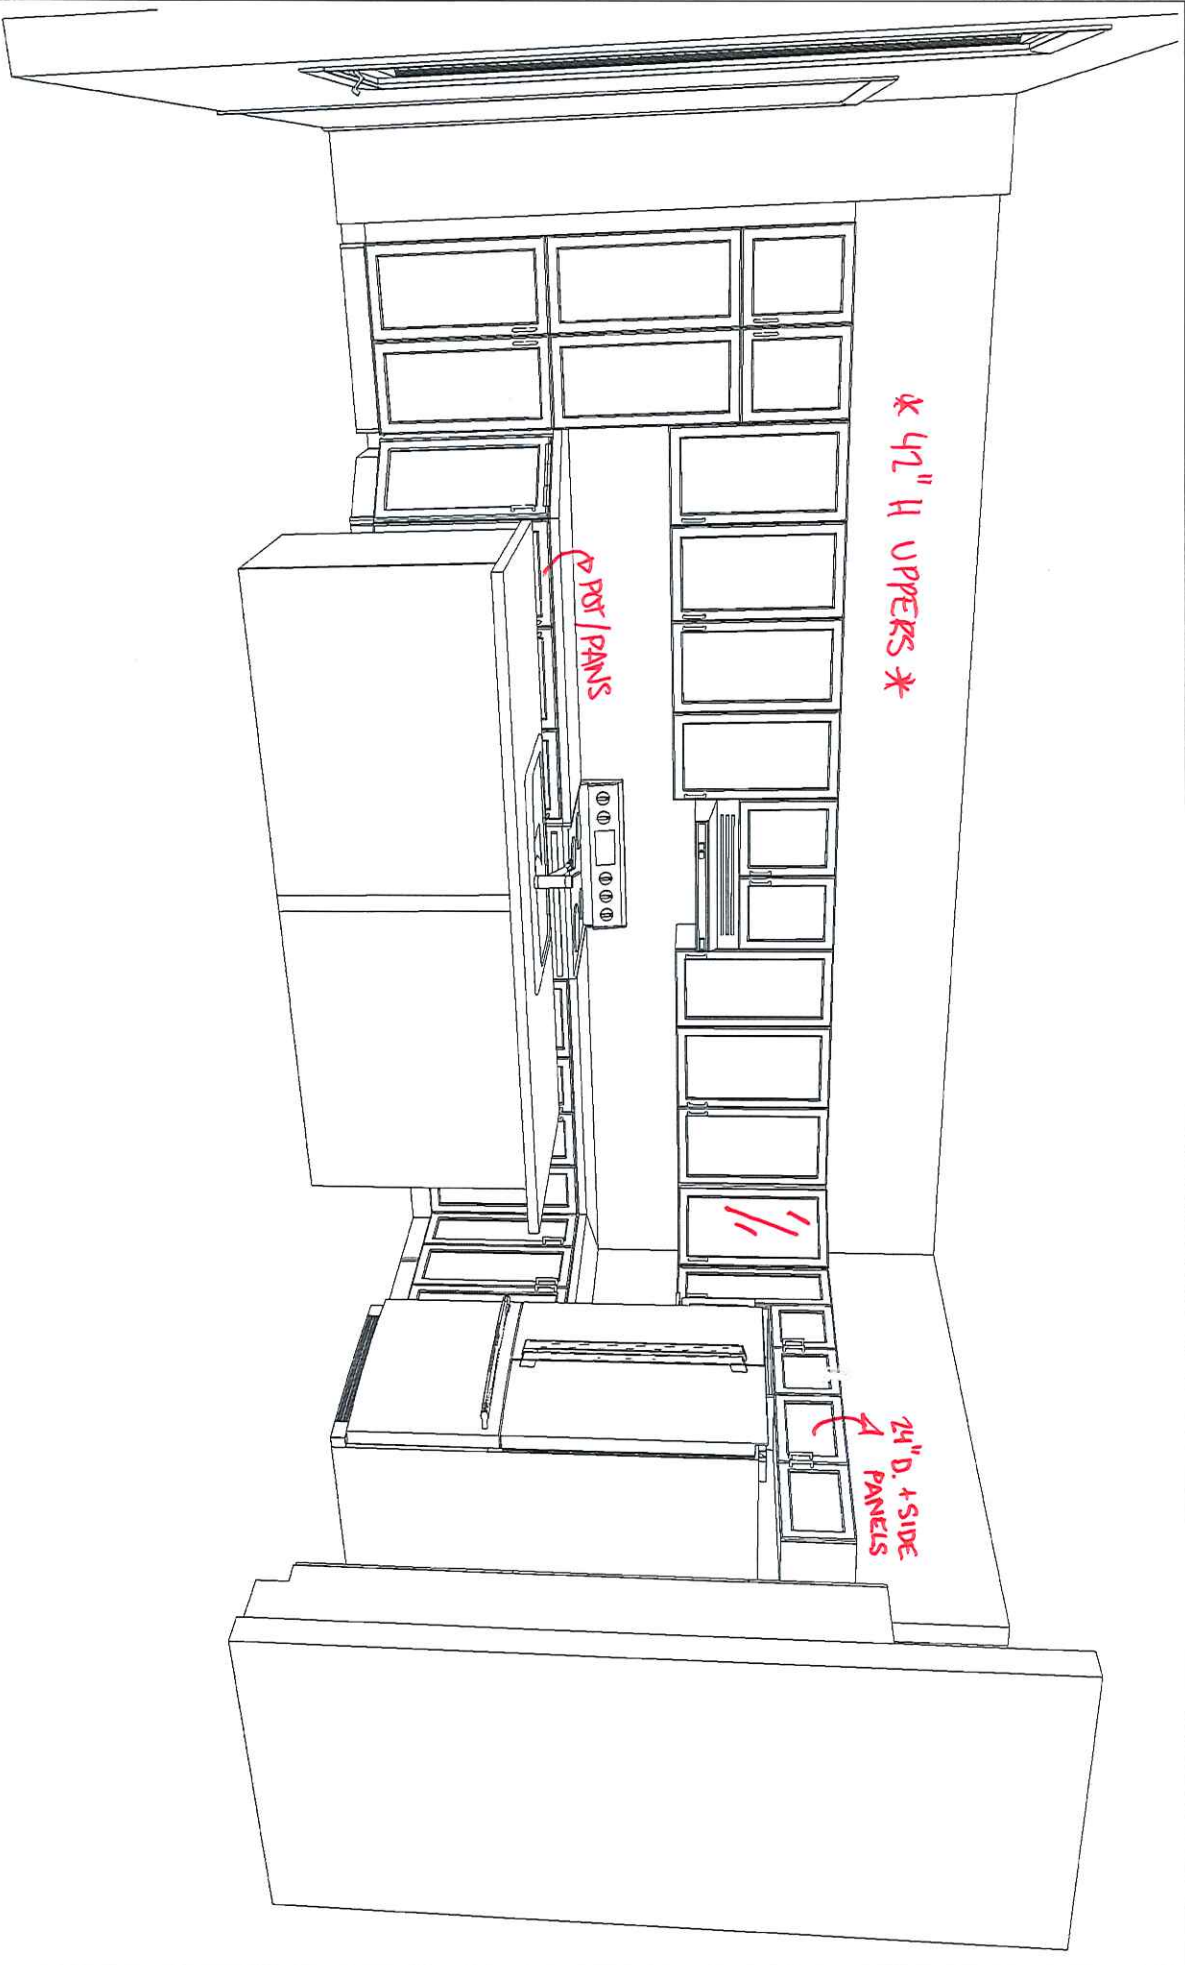 * 42" H UPPERS *
POT/PANS
24"D. + SIDE
PANELS